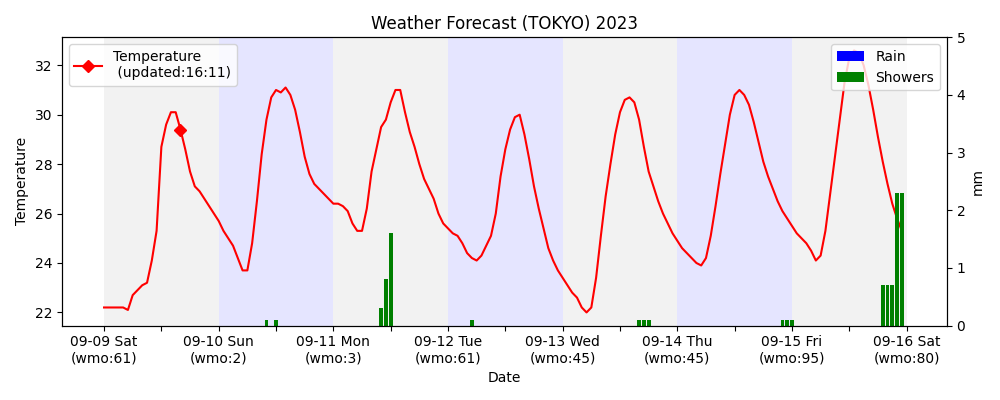 Weather Forecast (TOKYO) 2023
Temperature
(updated:16:11)
Rain
Showers
Temperature
32
30
28
26
24
22
5
4
3
2
1
0
mm
09-09 Sat
(wmo:61)
09-10 Sun
(wmo:2)
09-11 Mon
(wmo:3)
09-12 Tue
(wmo:61)
09-13 Wed
(wmo:45)
09-14 Thu
(wmo:45)
09-15 Fri
(wmo:95)
09-16 Sat
(wmo:80)
Date